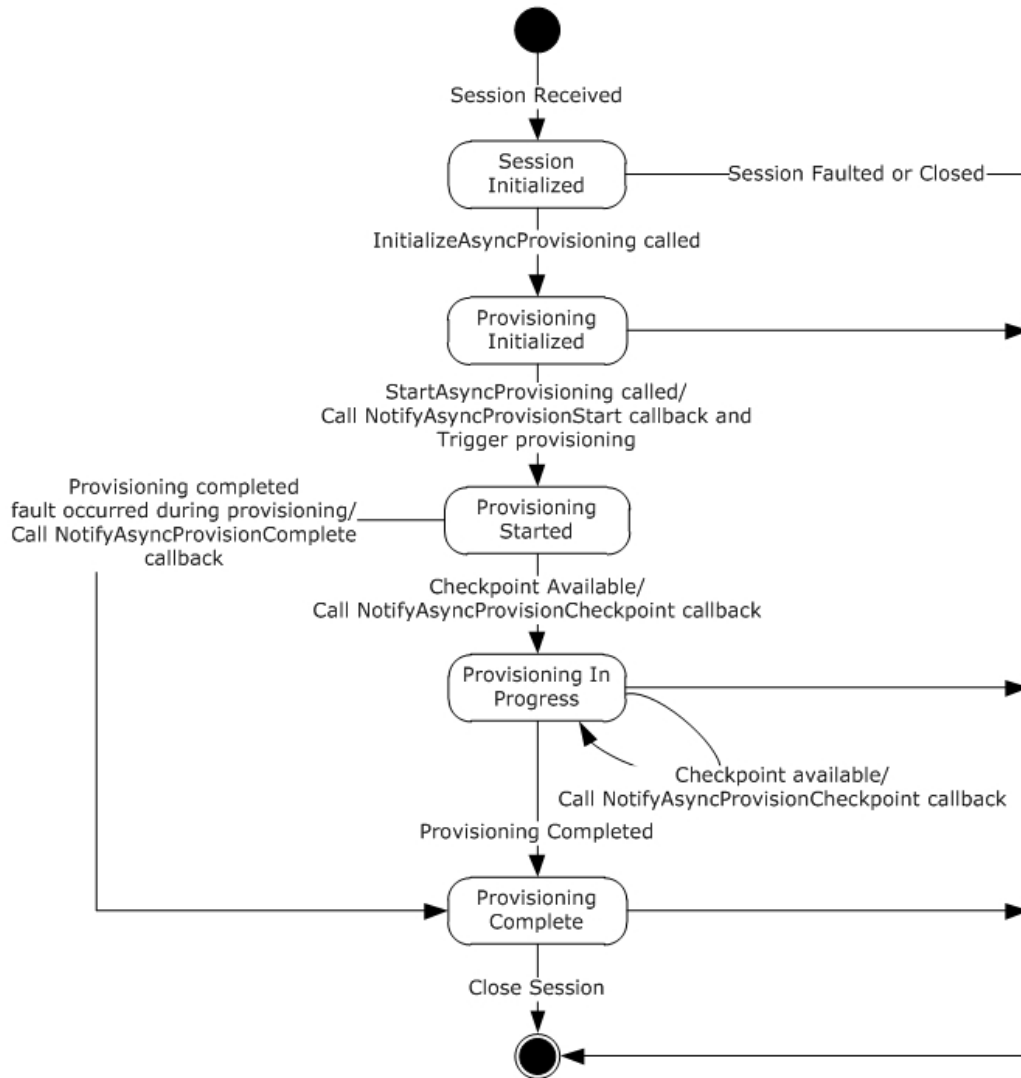 Session Received
Session
Initialized
Session Faulted or Closed
InitializeAsyncProvisioning called
Provisioning
Initialized
StartAsyncProvisioning called/
Call NotifyAsyncProvisionStart callback and
Trigger provisioning
Provisioning completed
fault occurred during provisioning/
Call NotifyAsyncProvisionComplete
callback
Provisioning
Started
Checkpoint Available/
Call NotifyAsyncProvisionCheckpoint callback
Provisioning In
Progress
Checkpoint available/
Call NotifyAsyncProvisionCheckpoint callback
Provisioning Completed
Provisioning
Complete
Close Session